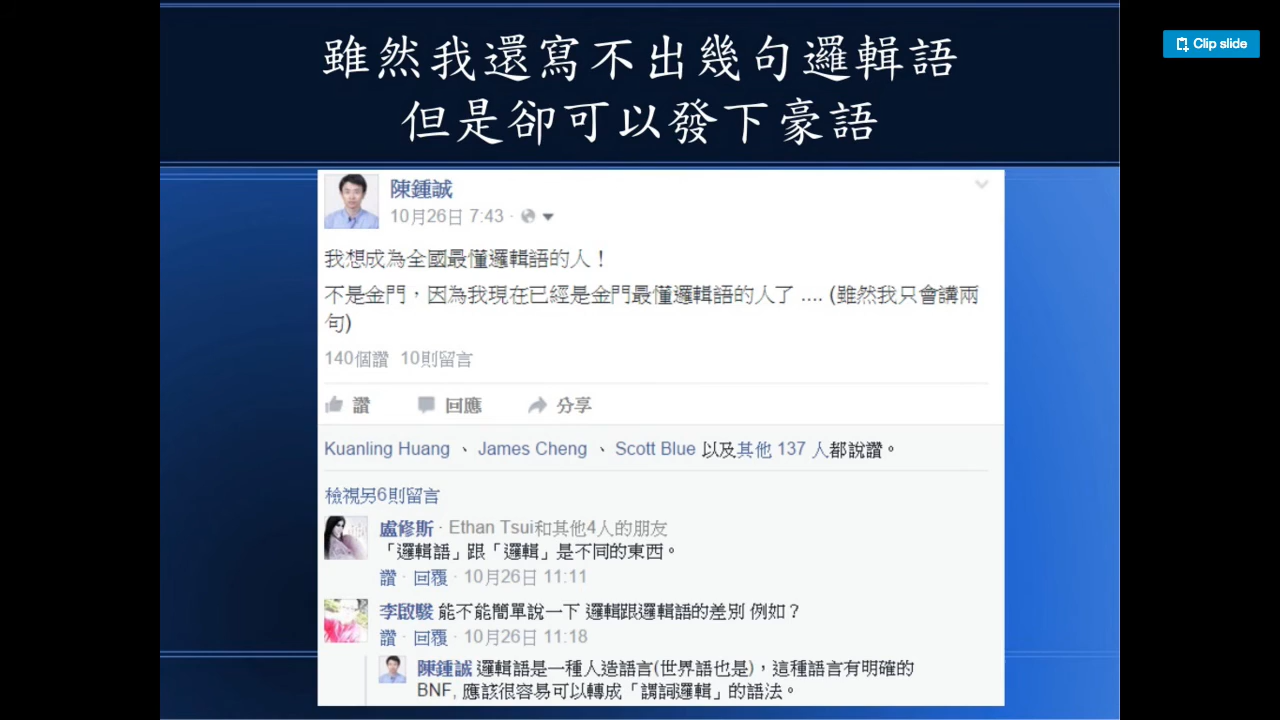 雖然我還寫不出幾句邏輯語
但是卻可以發下豪語
Clip slide
陳鍾誠
10月26日 7:43 ·
我想成為全國最懂邏輯語的人！
不是金門，因為我現在已經是金門最懂邏輯語的人了 .... (雖然我只會講兩
句)
140個讚 10則留言
讚 回應 分享
Kuanling Huang 、 James Cheng 、 Scott Blue 以及其他 137 人都說讚。
檢視另6則留言
盧修斯 · Ethan Tsui和其他4人的朋友
「邏輯語」跟「邏輯」是不同的東西。
讚 · 回覆 · 10月26日 11:11
李啟駿 能不能簡單說一下 邏輯跟邏輯語的差別 例如？
讚 · 回覆 · 10月26日 11:18
陳鍾誠 邏輯語是一種人造語言(世界語也是)，這種語言有明確的
BNF, 應該很容易可以轉成「謂詞邏輯」的語法。